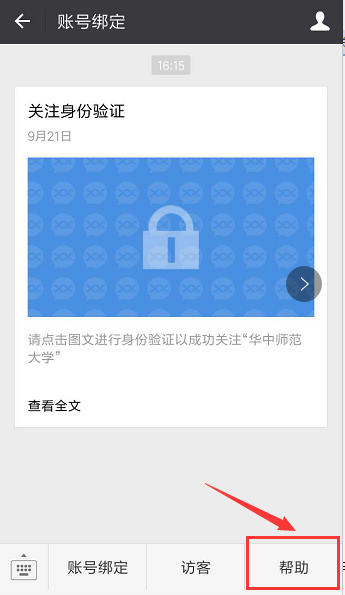 账号绑定
16:15
关注身份验证
9月21日
请点击图文进行身份验证以成功关注“华中师范
大学”
查看全文
账号绑定
访客
帮助